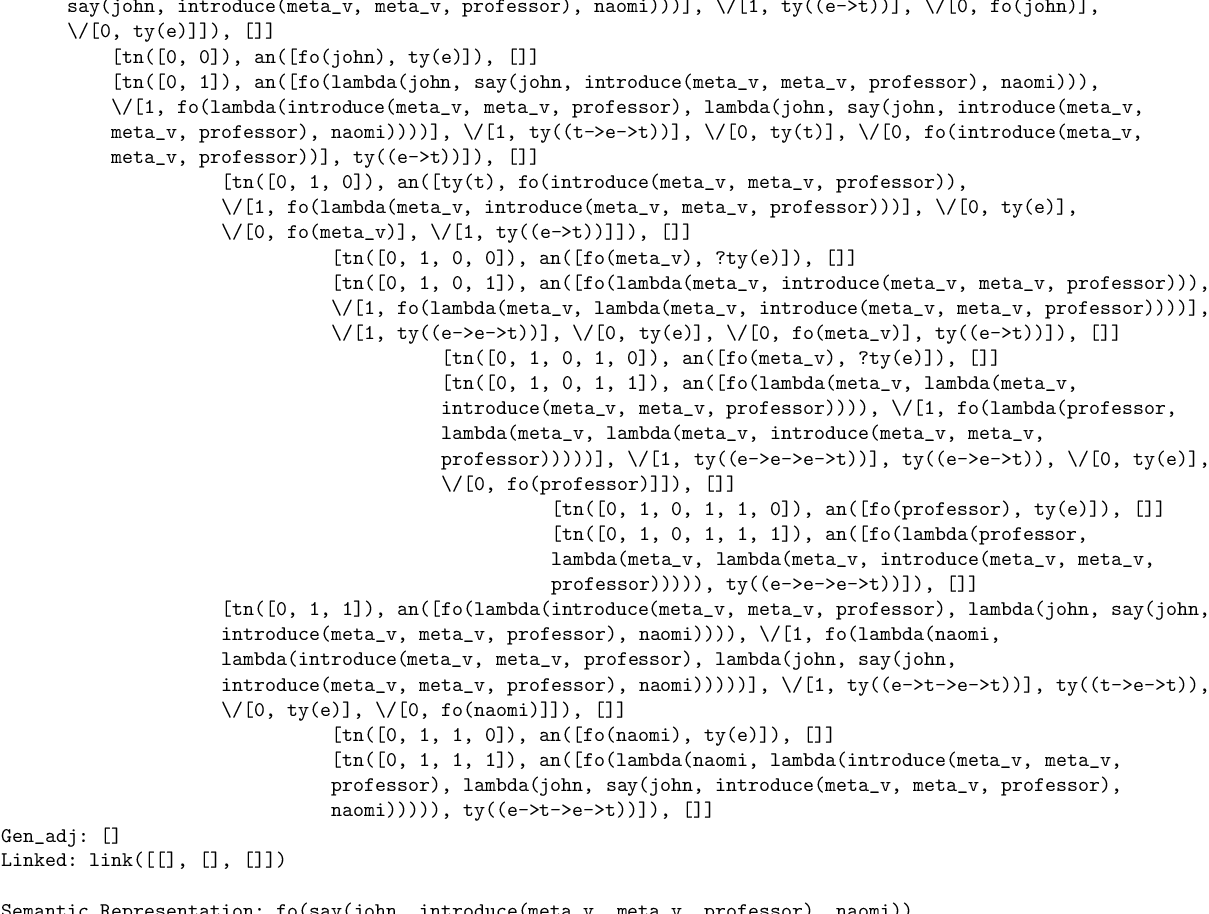 say(john, introduce(meta_v, meta_v, professor), naomi)))], \/[1, ty((e->t))], \/[0, fo(john)],
\/[0, ty(e)]]), []]
[tn([0, 0]), an([fo(john), ty(e)]), []]
[tn([0, 1]), an([fo(lambda(john, say(john, introduce(meta_v, meta_v, professor), naomi))),
\/[1, fo(lambda(introduce(meta_v, meta_v, professor), lambda(john, say(john, introduce(meta_v,
meta_v, professor), naomi))))], \/[1, ty((t->e->t))], \/[0, ty(t)], \/[0, fo(introduce(meta_v,
meta_v, professor))], ty((e->t))]), []]
[tn([0, 1, 0]), an([ty(t), fo(introduce(meta_v, meta_v, professor)),
\/[1, fo(lambda(meta_v, introduce(meta_v, meta_v, professor)))], \/[0, ty(e)],
\/[0, fo(meta_v)], \/[1, ty((e->t))]]), []]
[tn([0, 1, 0, 0]), an([fo(meta_v), ?ty(e)]), []]
[tn([0, 1, 0, 1]), an([fo(lambda(meta_v, introduce(meta_v, meta_v, professor))),
\/[1, fo(lambda(meta_v, lambda(meta_v, introduce(meta_v, meta_v, professor))))],
\/[1, ty((e->e->t))], \/[0, ty(e)], \/[0, fo(meta_v)], ty((e->t))]), []]
[tn([0, 1, 0, 1, 0]), an([fo(meta_v), ?ty(e)]), []]
[tn([0, 1, 0, 1, 1]), an([fo(lambda(meta_v, lambda(meta_v,
introduce(meta_v, meta_v, professor)))), \/[1, fo(lambda(professor,
lambda(meta_v, lambda(meta_v, introduce(meta_v, meta_v,
professor)))))], \/[1, ty((e->e->e->t))], ty((e->e->t)), \/[0, ty(e)],
\/[0, fo(professor)]]), []]
[tn([0, 1, 0, 1, 1, 0]), an([fo(professor), ty(e)]), []]
[tn([0, 1, 0, 1, 1, 1]), an([fo(lambda(professor,
lambda(meta_v, lambda(meta_v, introduce(meta_v, meta_v,
professor))))), ty((e->e->e->t))]), []]
[tn([0, 1, 1]), an([fo(lambda(introduce(meta_v, meta_v, professor), lambda(john, say(john,
introduce(meta_v, meta_v, professor), naomi)))), \/[1, fo(lambda(naomi,
lambda(introduce(meta_v, meta_v, professor), lambda(john, say(john,
introduce(meta_v, meta_v, professor), naomi)))))], \/[1, ty((e->t->e->t))], ty((t->e->t)),
\/[0, ty(e)], \/[0, fo(naomi)]]), []]
[tn([0, 1, 1, 0]), an([fo(naomi), ty(e)]), []]
[tn([0, 1, 1, 1]), an([fo(lambda(naomi, lambda(introduce(meta_v, meta_v,
professor), lambda(john, say(john, introduce(meta_v, meta_v, professor),
naomi))))), ty((e->t->e->t))]), []]
Gen_adj: []
Linked: link([[], [], []])
Semantic Representation: fo(say(john, introduce(meta_v, meta_v, professor), naomi))